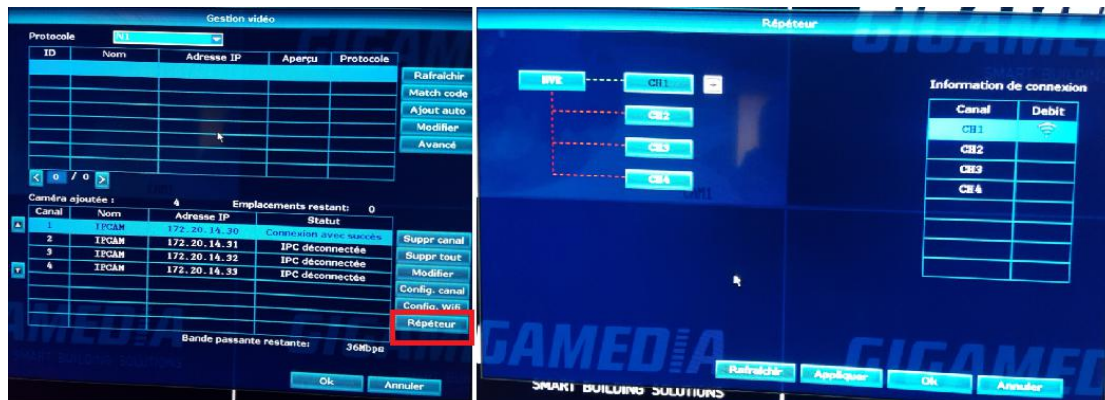 Gestion vidéo
Protocole N1
ID Nom Adresse IP Aperçu Protocole
Rafraichir
Match code
Ajout auto
Modifier
Avancé
0 / 0
Caméra ajoutée : 4 Emplacements restant: 0
Canal Nom Adresse IP Statut
1 IPCAM 172.20.14.30 Connexion avec succès
2 IPCAM 172.20.14.31 IPC déconnectée
3 IPCAM 172.20.14.32 IPC déconnectée
4 IPCAM 172.20.14.33 IPC déconnectée
Suppr canal
Suppr tout
Modifier
Config. canal
Config. Wifi
Répéteur
Bande passante restante: 36Mbps
Ok Annuler
Répéteur
NVR CH1 -
CH2
CH3
CH4
Information de connexion
Canal Debit
CH1
CH2
CH3
CH4
GIGAMEDIA
Rafraichir Appliquer Ok Annuler
SMART BUILDING SOLUTIONS